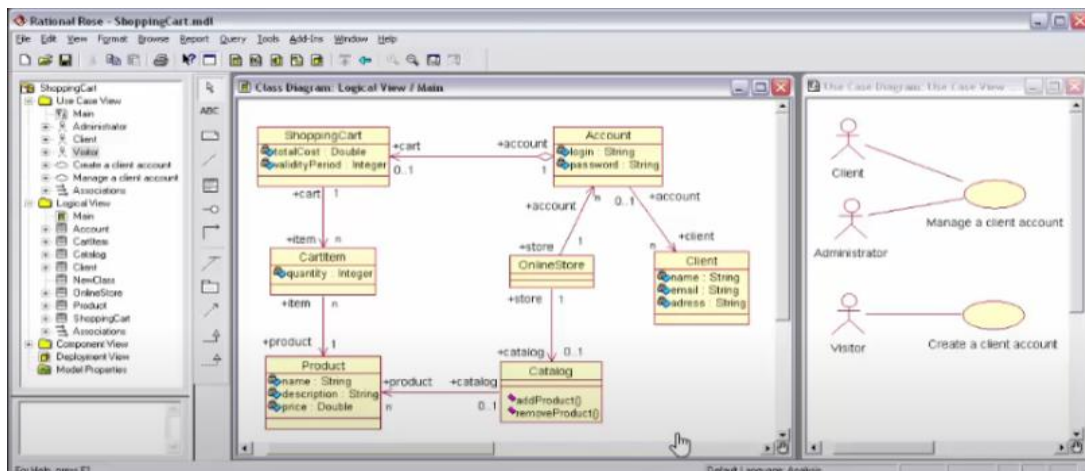 Rational Rose - ShoppingCart.mdl
File Edit View Format Browse Report Query Tools Add-Ins Window Help
ShoppingCart
Use Case View
Main
Administrator
Client
Visitor
Create a client account
Manage a client account
Associations
Logical View
Main
Account
CartItem
Catalog
Client
NewClass
OnlineStore
Product
ShoppingCart
Associations
Component View
Deployment View
Model Properties
ABC
Class Diagram: Logical View / Main
ShoppingCart
totalCost : Double
validityPeriod : Integer
+cart
0..1
+account
1
Account
login : String
password : String
+cart 1
+item n
+account n
0..1 +account
CartItem
quantity : Integer
+store 1
OnlineStore
+client
n
Client
name : String
email : String
adress : String
+item n
+store 1
+product 1
+catalog 0..1
Product
name : String
description : String
price : Double
+product
n
+catalog
0..1
Catalog
addProduct()
removeProduct()
Use Case Diagram: Use Case View ...
Client
Manage a client account
Administrator
Visitor
Create a client account
For Help, press F1
Default Language: Analysis